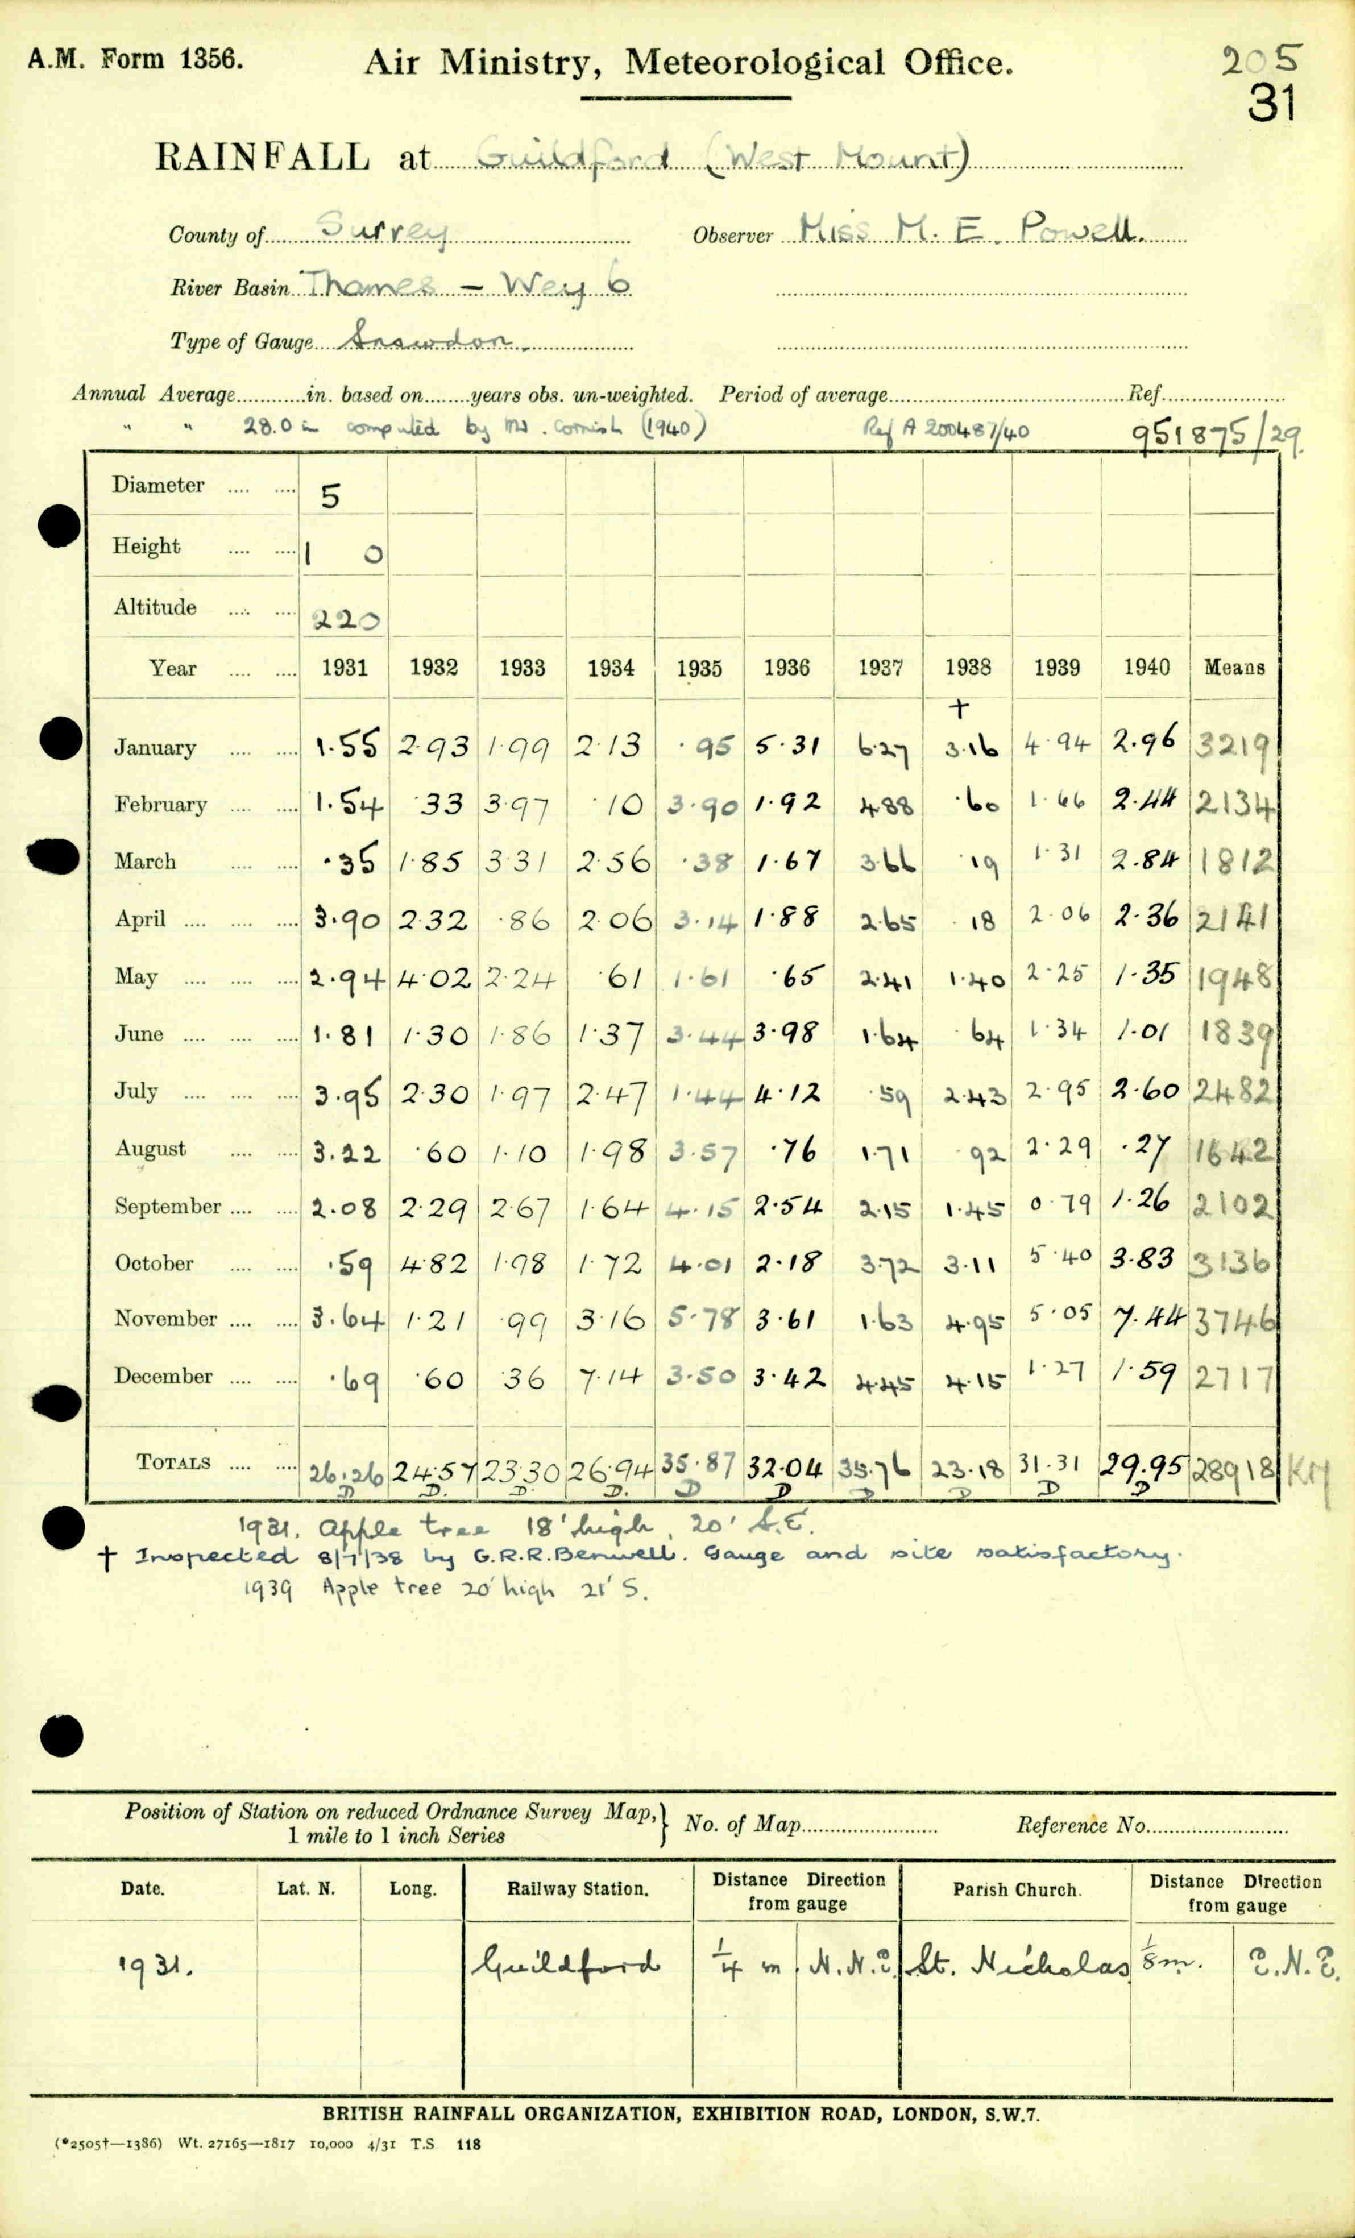 A.M. Form 1356. Air Ministry, Meteorological Office. 205
31
RAINFALL at Guildford (West Mount)
County of Surrey Observer Miss M. E. Powell.
River Basin Thames – Wey 6
Type of Gauge Snowdon.
Annual Average............in. based on........years obs. un-weighted. Period of average............Ref............
" " 28.0 in computed by Mr. Cornish (1940) Ref A 200487/40 951875/29
Diameter .... .... 5
Height .... .... 1 0
Altitude .... .... 220
Year .... .... 1931 1932 1933 1934 1935 1936 1937 1938 1939 1940 Means
†
January .... .... 1.55 2.93 1.99 2.13 .95 5.31 6.27 3.16 4.94 2.96 3219
February .... .... 1.54 .33 3.97 .10 3.90 1.92 4.88 .60 1.66 2.44 2134
March .... .... .35 1.85 3.31 2.56 .38 1.67 3.66 .19 1.31 2.84 1812
April .... .... .... 3.90 2.32 .86 2.06 3.14 1.88 2.65 .18 2.06 2.36 2141
May .... .... .... 2.94 4.02 2.24 .61 1.61 .65 2.41 1.40 2.25 1.35 1948
June .... .... .... 1.81 1.30 1.86 1.37 3.44 3.98 1.64 .64 1.34 1.01 1839
July .... .... .... 3.95 2.30 1.97 2.47 1.44 4.12 .59 2.43 2.95 2.60 2482
August .... .... 3.22 .60 1.10 1.98 3.57 .76 1.71 .92 2.29 .27 1642
September .... .... 2.08 2.29 2.67 1.64 4.15 2.54 2.15 1.45 0.79 1.26 2102
October .... .... .59 4.82 1.98 1.72 4.01 2.18 3.72 3.11 5.40 3.83 3136
November .... .... 3.64 1.21 .99 3.16 5.78 3.61 1.63 4.95 5.05 7.44 3746
December .... .... .69 .60 .36 7.14 3.50 3.42 4.45 4.15 1.27 1.59 2717
TOTALS .... .... 26.26 24.57 23.30 26.94 35.87 32.04 35.76 23.18 31.31 29.95 28918 KM
D D. D. D. D D D D D D
1931. Apple tree 18' high, 20' S.E.
† Inspected 8/7/38 by G.R.R.Benwell. Gauge and site satisfactory.
1939 Apple tree 20' high 21' S.
Position of Station on reduced Ordnance Survey Map,} No. of Map............ Reference No............
1 mile to 1 inch Series
Date. Lat. N. Long. Railway Station. Distance Direction from gauge Parish Church. Distance Direction from gauge
1931. Guildford 1/4 m N.N.E. St. Nicholas 1/8 m. E.N.E.
BRITISH RAINFALL ORGANIZATION, EXHIBITION ROAD, LONDON, S.W.7.
(*2505†—1386) Wt. 27165—1817 10,000 4/31 T.S 118